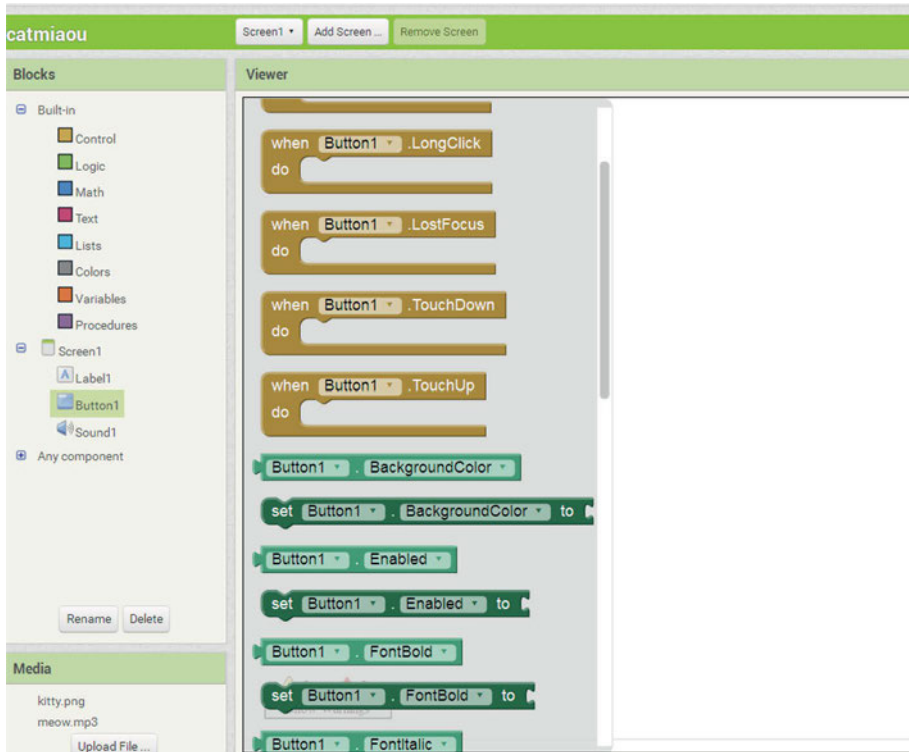 catmiaou
Screen1 Add Screen ... Remove Screen
Blocks
Built-in
Control
Logic
Math
Text
Lists
Colors
Variables
Procedures
Screen1
Label1
Button1
Sound1
Any component
Rename Delete
Media
kitty.png
meow.mp3
Upload File ...
Viewer
when Button1 .LongClick
do
when Button1 .LostFocus
do
when Button1 .TouchDown
do
when Button1 .TouchUp
do
Button1 . BackgroundColor
set Button1 . BackgroundColor to
Button1 . Enabled
set Button1 . Enabled to
Button1 . FontBold
set Button1 . FontBold to
Button1 . FontItalic